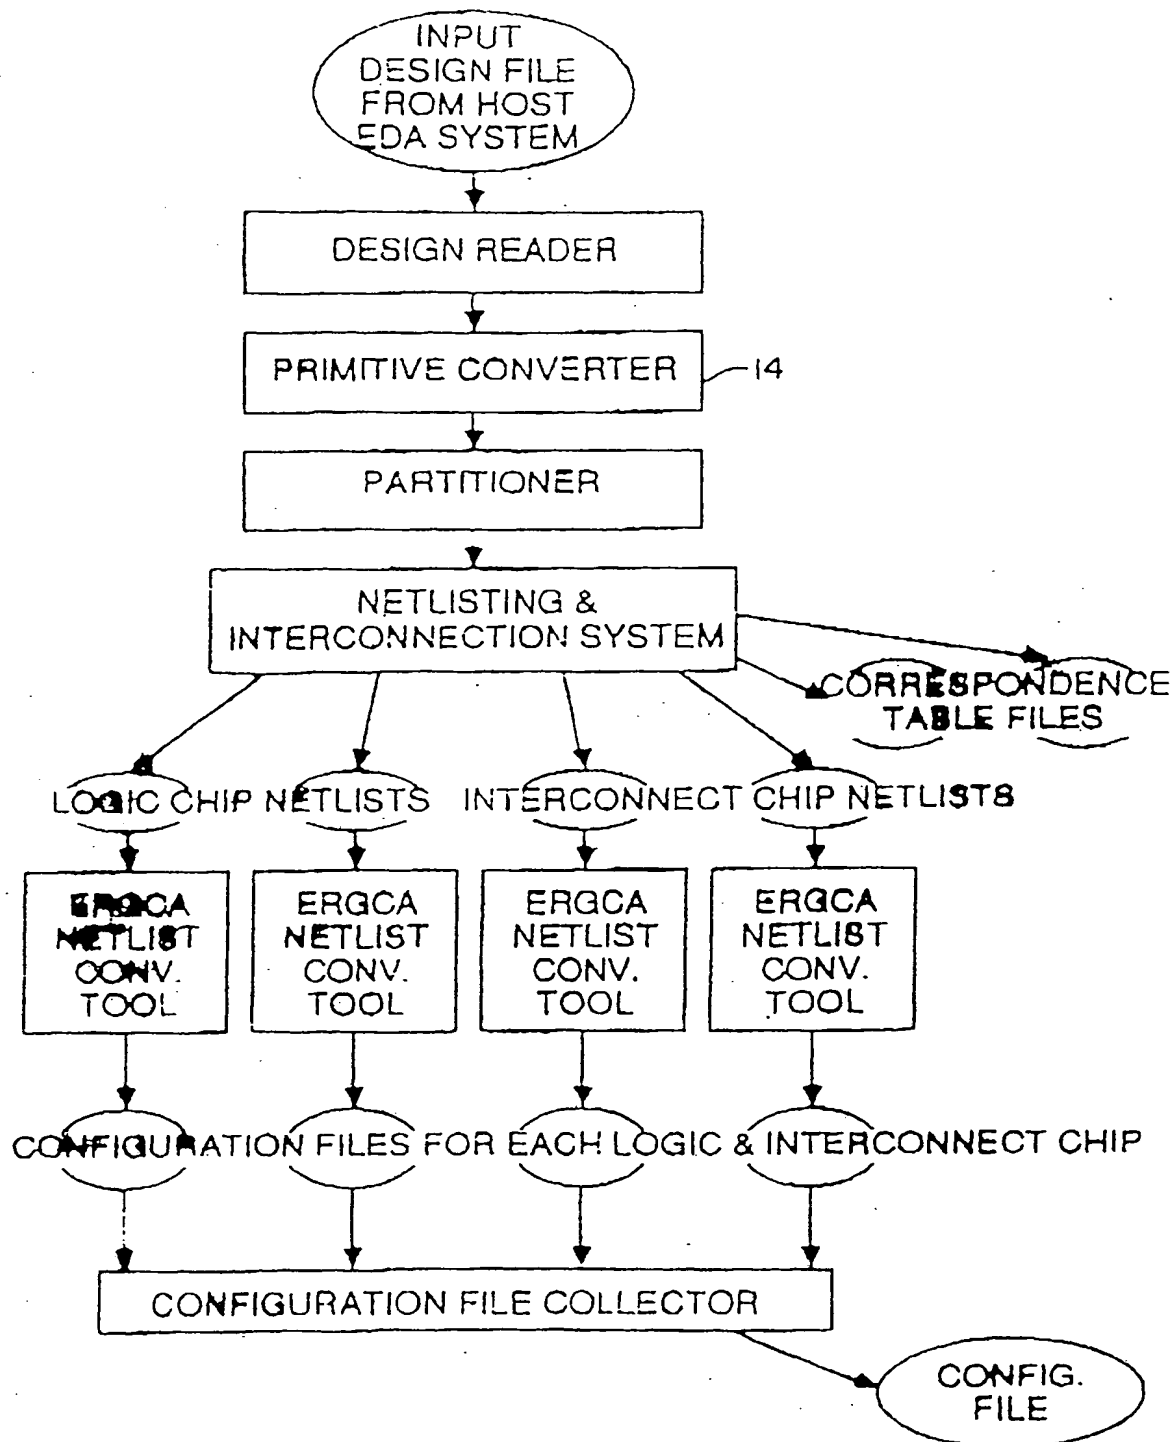 INPUT
DESIGN FILE
FROM HOST
EDA SYSTEM
DESIGN READER
PRIMITIVE CONVERTER
14
PARTITIONER
NETLISTING &
INTERCONNECTION SYSTEM
CORRESPONDENCE
TABLE FILES
LOGIC CHIP NETLISTS
INTERCONNECT CHIP NETLISTS
ERGCA
NETLIST
CONV.
TOOL
ERGCA
NETLIST
CONV.
TOOL
ERGCA
NETLIST
CONV.
TOOL
ERGCA
NETLIST
CONV.
TOOL
CONFIGURATION FILES FOR EACH LOGIC & INTERCONNECT CHIP
CONFIGURATION FILE COLLECTOR
CONFIG.
FILE